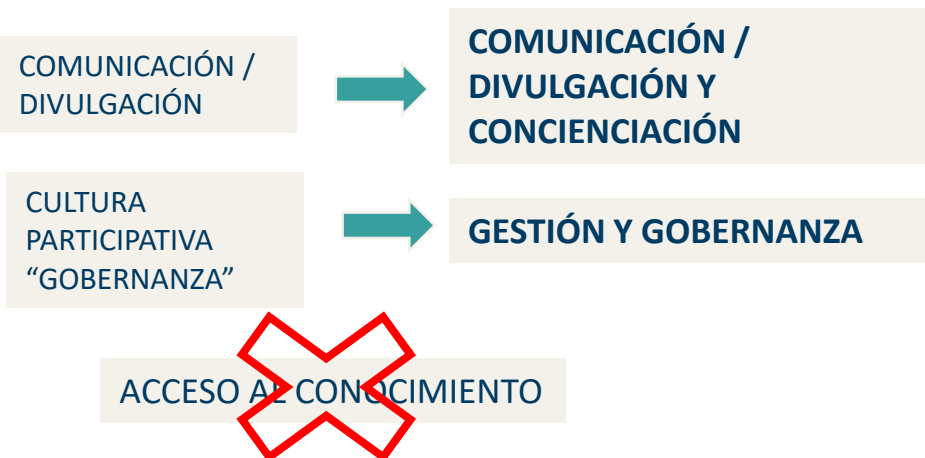 COMUNICACIÓN /
DIVULGACIÓN
COMUNICACIÓN /
DIVULGACIÓN Y
CONCIENCIACIÓN
CULTURA
PARTICIPATIVA
“GOBERNANZA”
GESTIÓN Y GOBERNANZA
ACCESO AL CONOCIMIENTO